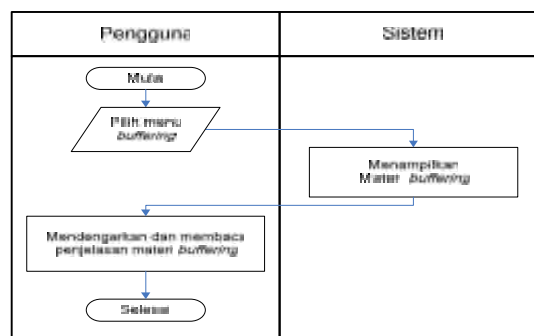 Pengguna
Sistem
Mulai
Pilih menu
buffering
Menampilkan
Materi buffering
Mendengarkan dan membaca
penjelasan materi buffering
Selesai